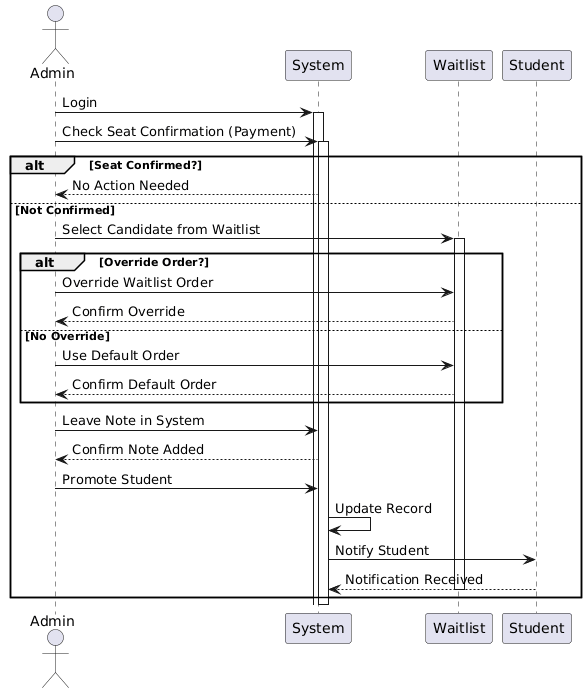 Admin
System
Waitlist
Student
Login
Check Seat Confirmation (Payment)
alt [Seat Confirmed?]
No Action Needed
[Not Confirmed]
Select Candidate from Waitlist
alt [Override Order?]
Override Waitlist Order
Confirm Override
[No Override]
Use Default Order
Confirm Default Order
Leave Note in System
Confirm Note Added
Promote Student
Update Record
Notify Student
Notification Received
Admin
System
Waitlist
Student